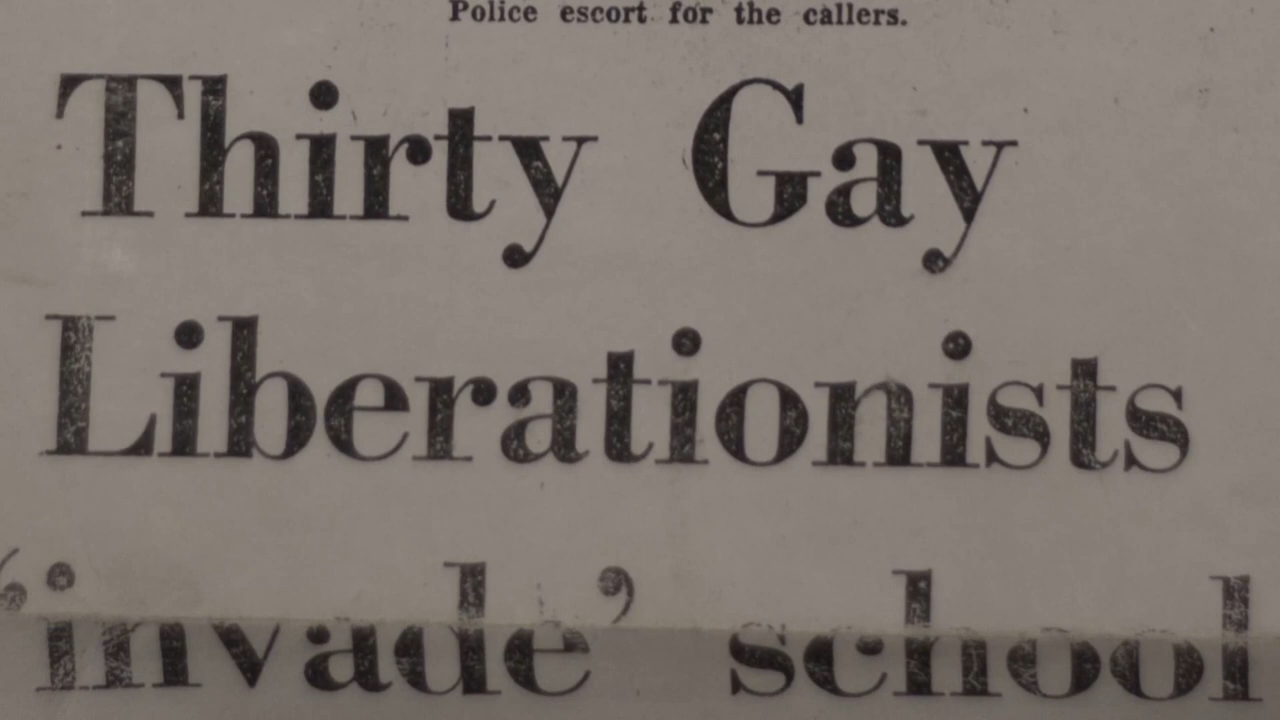 Police escort for the callers.
Thirty Gay
Liberationists
‘invade’ school